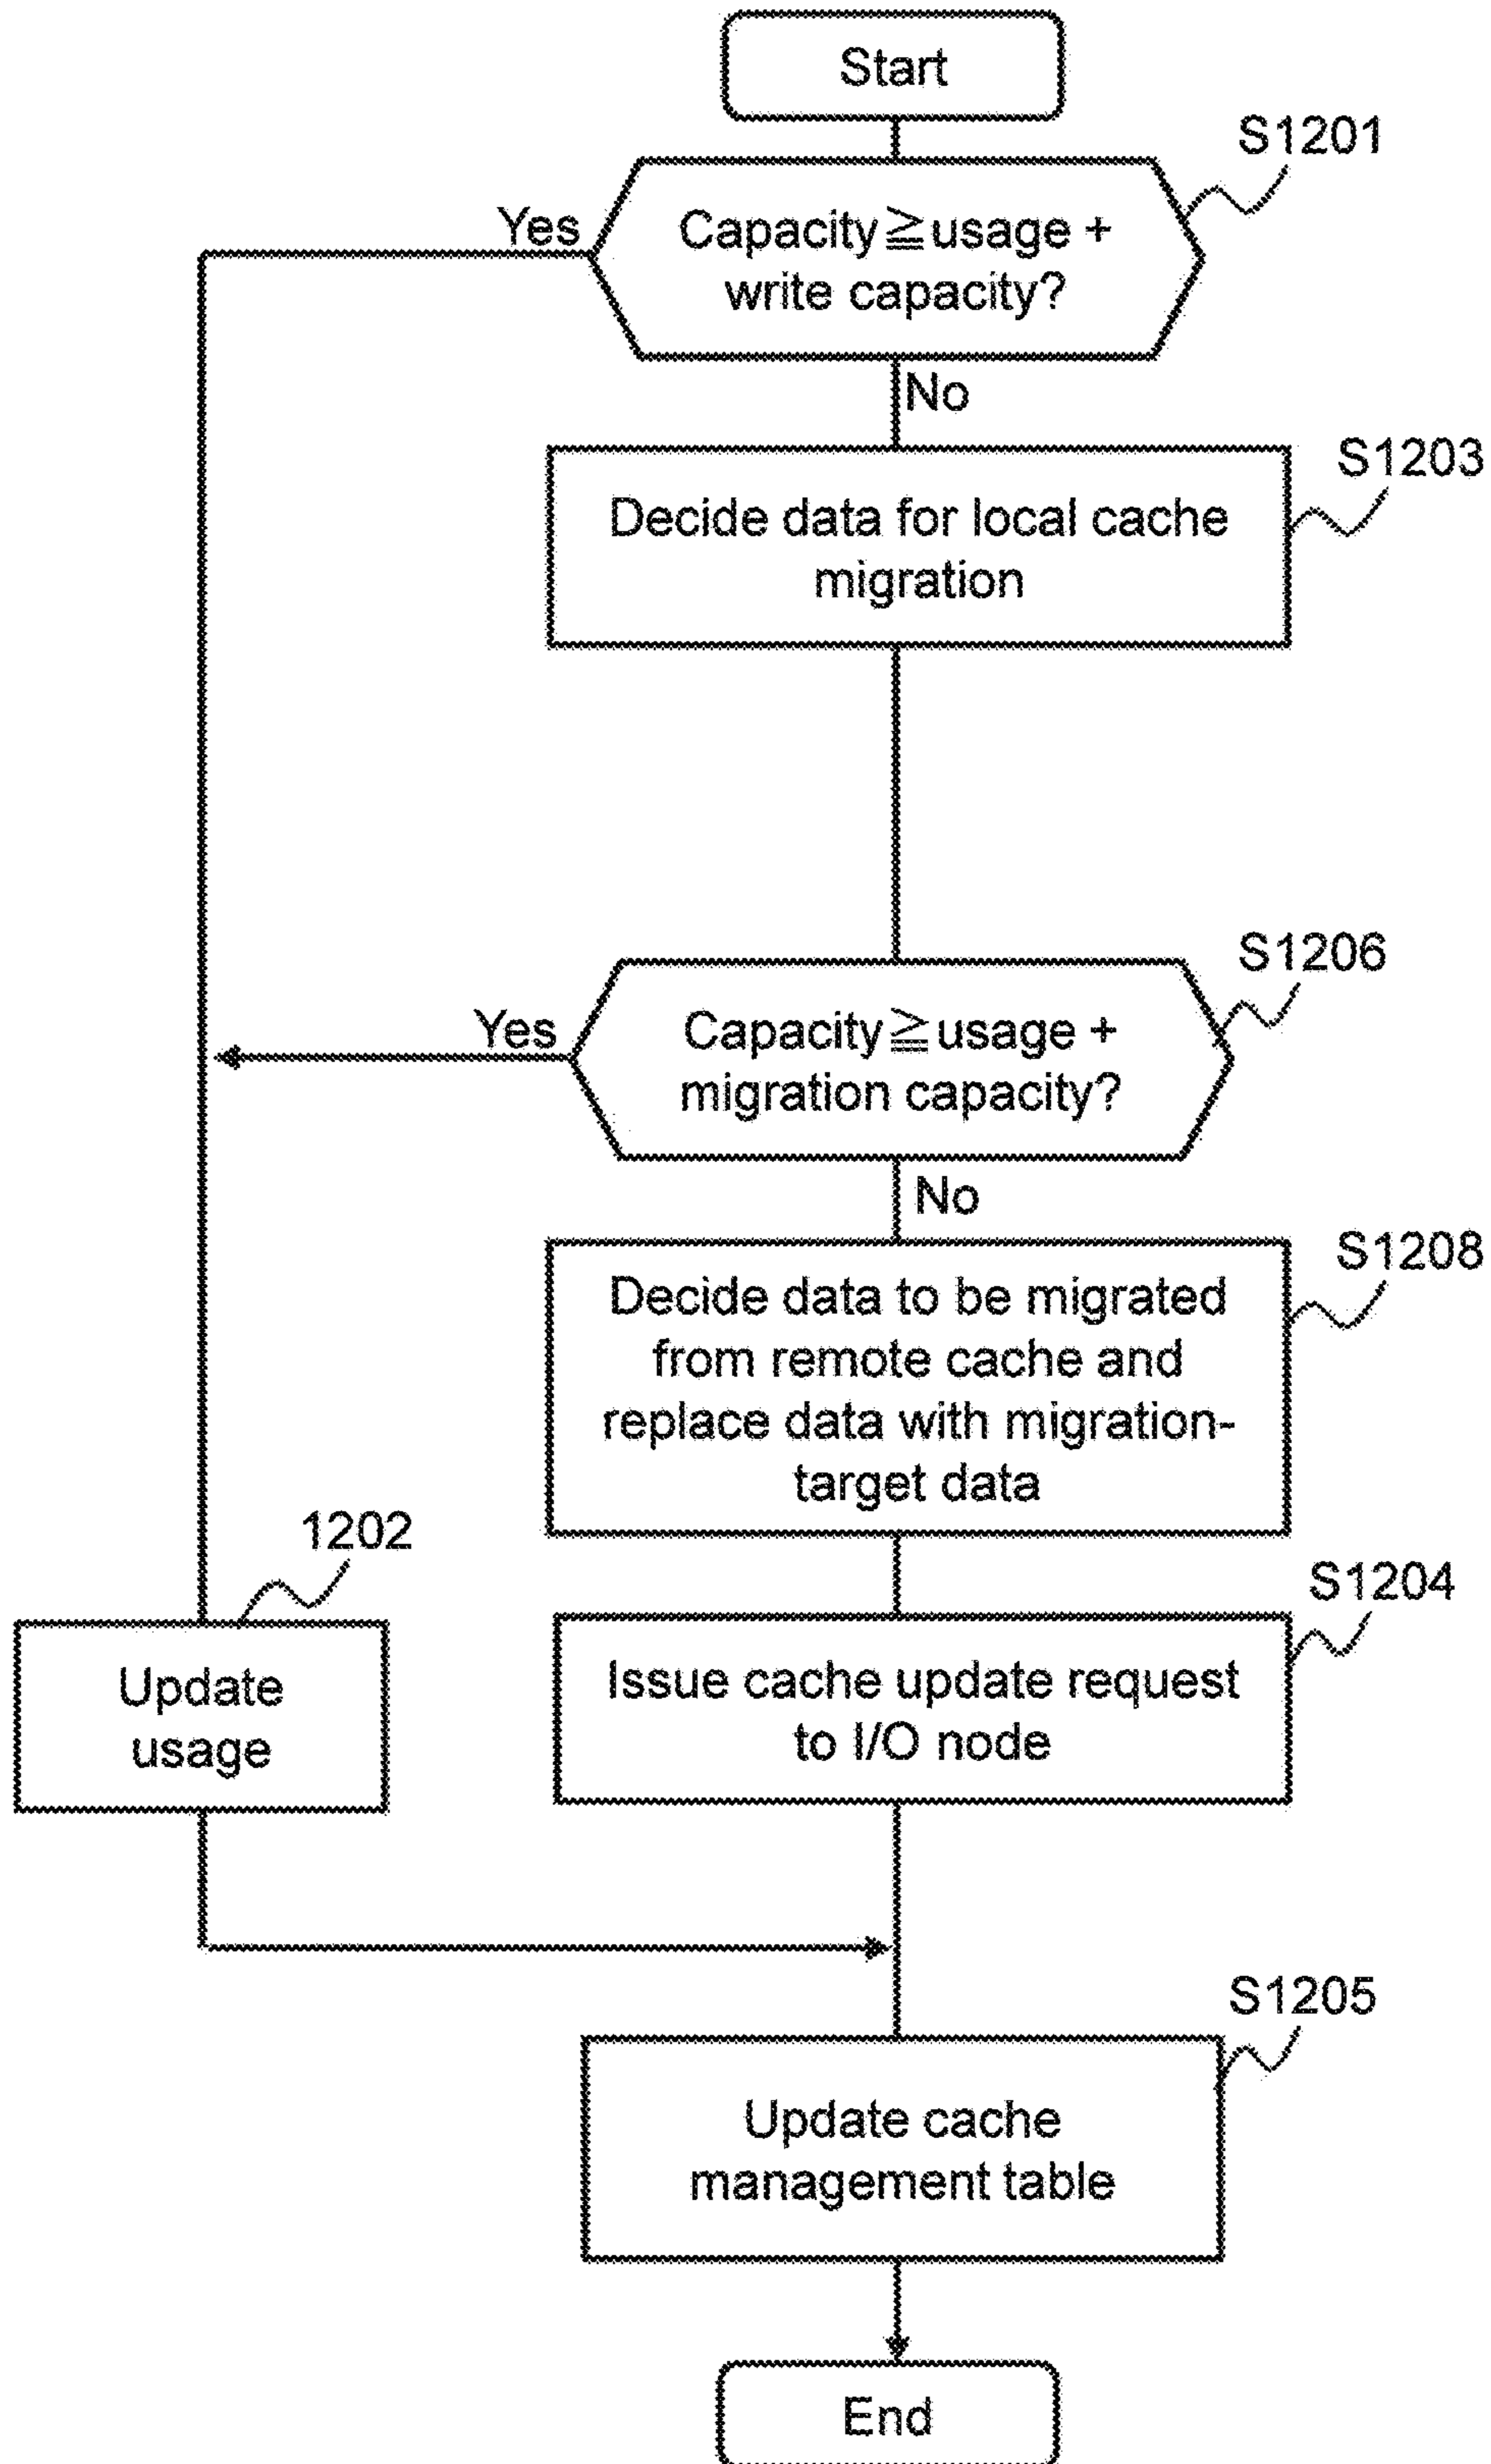 Start
S1201
Yes
Capacity≧usage +
write capacity?
No
S1203
Decide data for local cache
migration
S1206
Yes
Capacity≧usage +
migration capacity?
No
S1208
Decide data to be migrated
from remote cache and
replace data with migration-
target data
1202
Update
usage
S1204
Issue cache update request
to I/O node
S1205
Update cache
management table
End